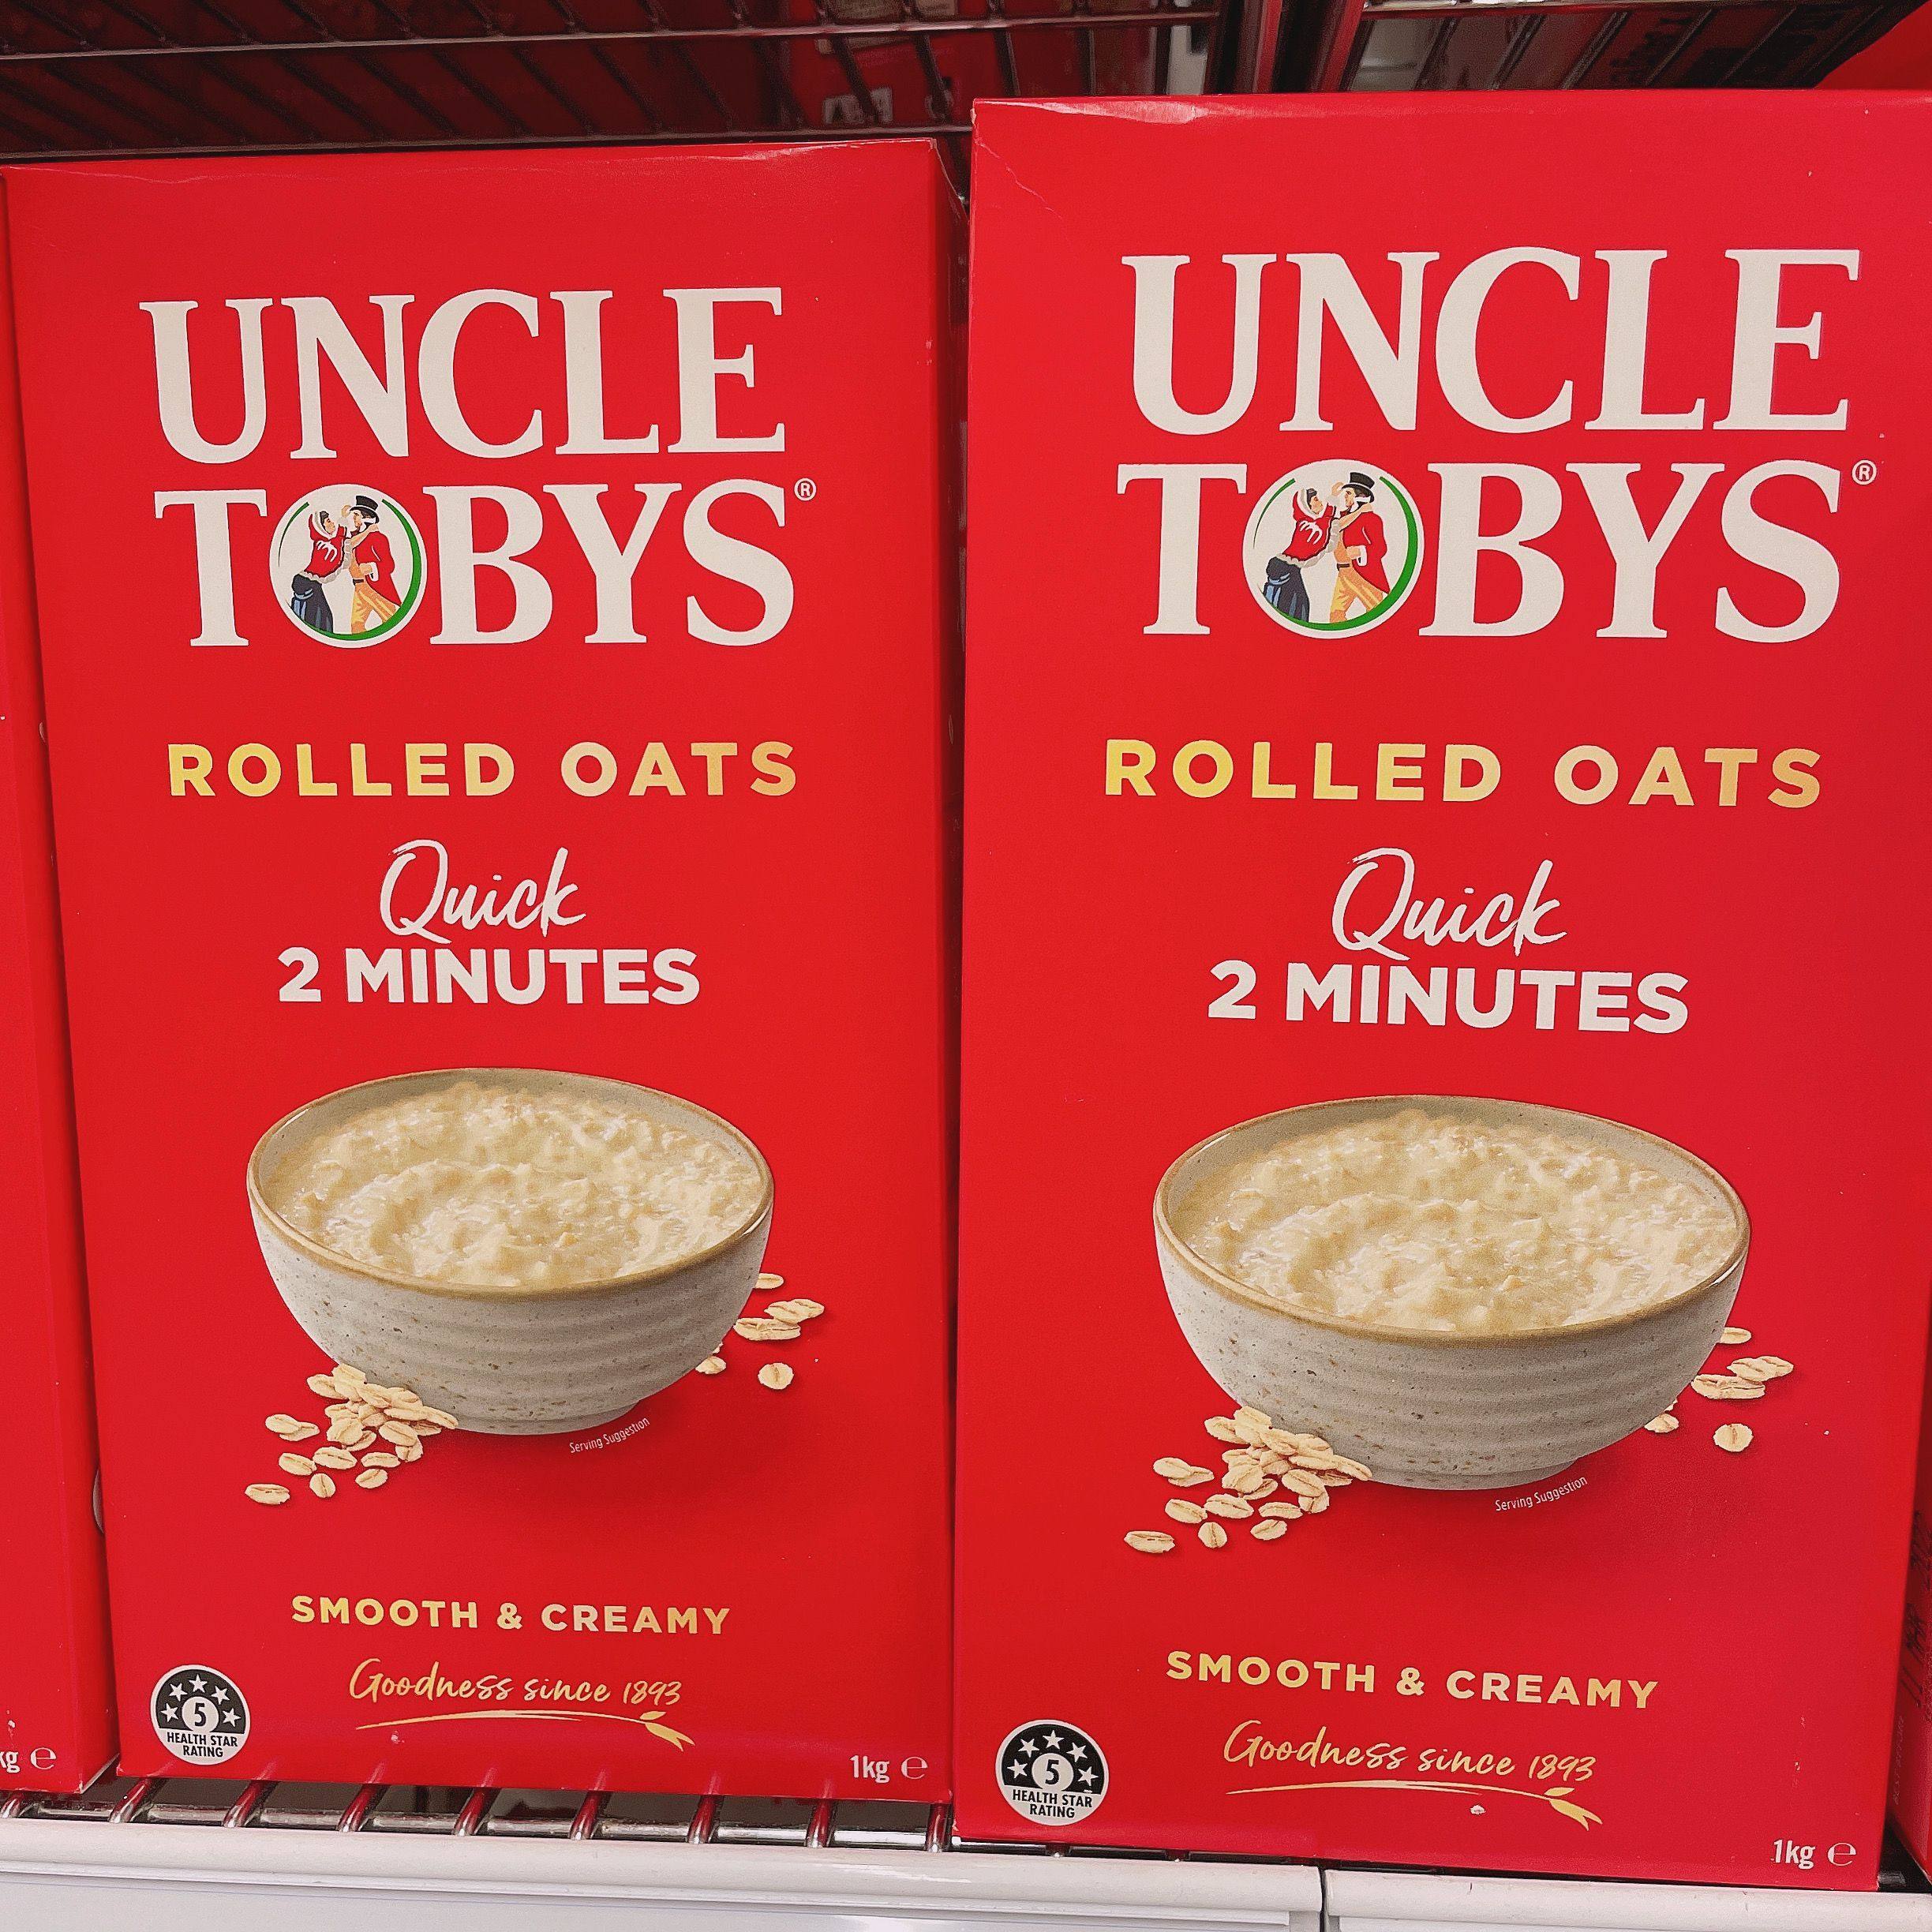 UNCLE
TOBYS®
ROLLED OATS
Quick
2 MINUTES
Serving Suggestion
SMOOTH & CREAMY
Goodness since 1893
5
HEALTH STAR
RATING
1kg ℮
UNCLE
TOBYS®
ROLLED OATS
Quick
2 MINUTES
Serving Suggestion
SMOOTH & CREAMY
Goodness since 1893
5
HEALTH STAR
RATING
1kg ℮
kg ℮